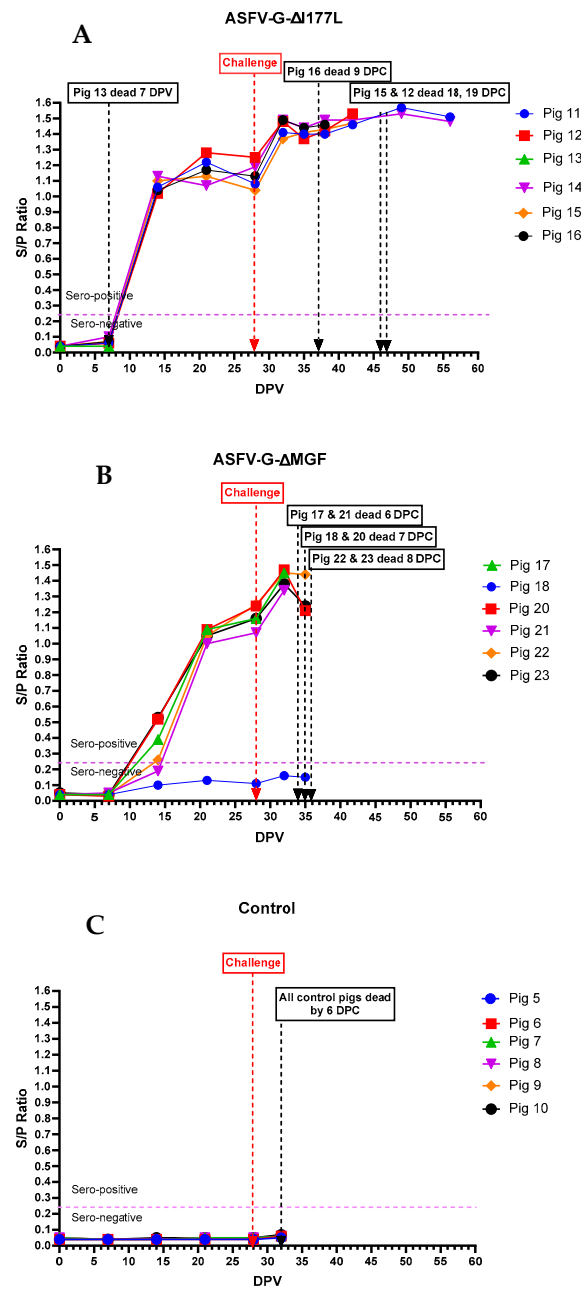 ASFV-G-ΔI177L
A
Challenge
Pig 16 dead 9 DPC
Pig 13 dead 7 DPV
Pig 15 & 12 dead 18, 19 DPC
1.6
1.5
1.4
1.3
1.2
1.1
1.0
0.9
0.8
0.7
0.6
0.5
0.4
0.3
0.2
0.1
0.0
S/P Ratio
Sero-positive
Sero-negative
0 5 10 15 20 25 30 35 40 45 50 55 60
DPV
Pig 11
Pig 12
Pig 13
Pig 14
Pig 15
Pig 16
B
ASFV-G-ΔMGF
Challenge
Pig 17 & 21 dead 6 DPC
Pig 18 & 20 dead 7 DPC
Pig 22 & 23 dead 8 DPC
1.6
1.5
1.4
1.3
1.2
1.1
1.0
0.9
0.8
0.7
0.6
0.5
0.4
0.3
0.2
0.1
0.0
S/P Ratio
Sero-positive
Sero-negative
0 5 10 15 20 25 30 35 40 45 50 55 60
DPV
Pig 17
Pig 18
Pig 20
Pig 21
Pig 22
Pig 23
C
Control
Challenge
All control pigs dead
by 6 DPC
1.6
1.5
1.4
1.3
1.2
1.1
1.0
0.9
0.8
0.7
0.6
0.5
0.4
0.3
0.2
0.1
0.0
S/P Ratio
Sero-positive
Sero-negative
0 5 10 15 20 25 30 35 40 45 50 55 60
DPV
Pig 5
Pig 6
Pig 7
Pig 8
Pig 9
Pig 10